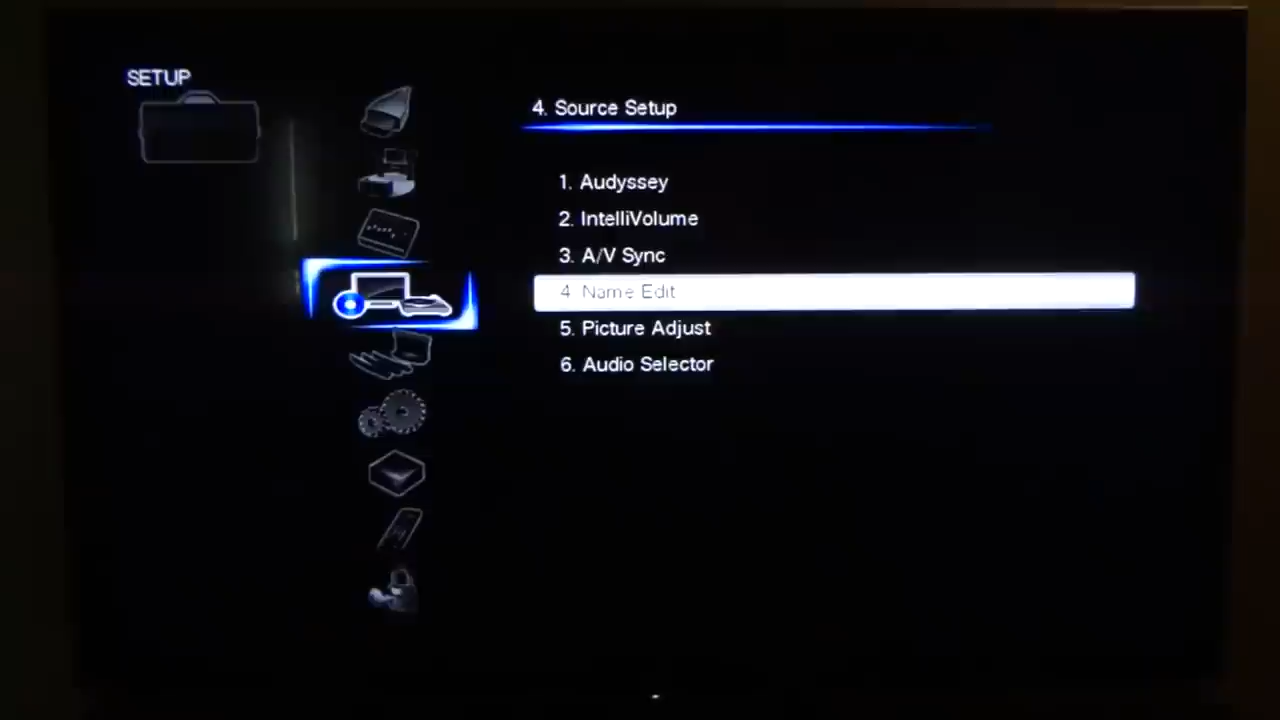 SETUP
4. Source Setup
1. Audyssey
2. IntelliVolume
3. A/V Sync
4. Name Edit
5. Picture Adjust
6. Audio Selector